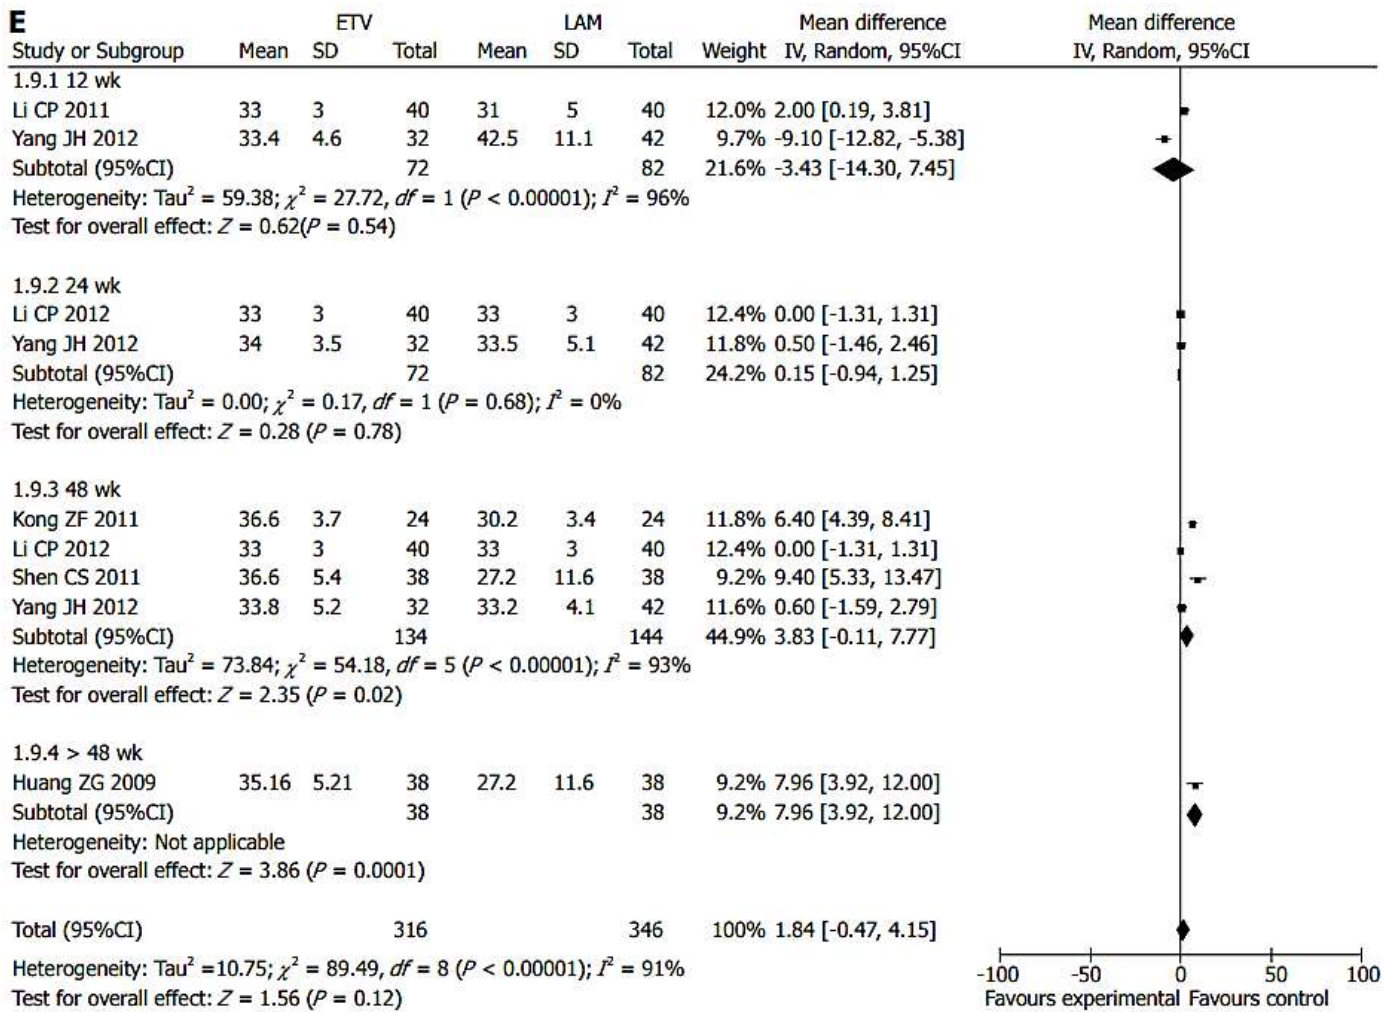 E
ETV LAM Mean difference Mean difference
Study or Subgroup Mean SD Total Mean SD Total Weight IV, Random, 95%CI IV, Random, 95%CI
1.9.1 12 wk
Li CP 2011 33 3 40 31 5 40 12.0% 2.00 [0.19, 3.81]
Yang JH 2012 33.4 4.6 32 42.5 11.1 42 9.7% -9.10 [-12.82, -5.38]
Subtotal (95%CI) 72 82 21.6% -3.43 [-14.30, 7.45]
Heterogeneity: Tau² = 59.38; χ² = 27.72, df = 1 (P < 0.00001); I² = 96%
Test for overall effect: Z = 0.62(P = 0.54)
1.9.2 24 wk
Li CP 2012 33 3 40 33 3 40 12.4% 0.00 [-1.31, 1.31]
Yang JH 2012 34 3.5 32 33.5 5.1 42 11.8% 0.50 [-1.46, 2.46]
Subtotal (95%CI) 72 82 24.2% 0.15 [-0.94, 1.25]
Heterogeneity: Tau² = 0.00; χ² = 0.17, df = 1 (P = 0.68); I² = 0%
Test for overall effect: Z = 0.28 (P = 0.78)
1.9.3 48 wk
Kong ZF 2011 36.6 3.7 24 30.2 3.4 24 11.8% 6.40 [4.39, 8.41]
Li CP 2012 33 3 40 33 3 40 12.4% 0.00 [-1.31, 1.31]
Shen CS 2011 36.6 5.4 38 27.2 11.6 38 9.2% 9.40 [5.33, 13.47]
Yang JH 2012 33.8 5.2 32 33.2 4.1 42 11.6% 0.60 [-1.59, 2.79]
Subtotal (95%CI) 134 144 44.9% 3.83 [-0.11, 7.77]
Heterogeneity: Tau² = 73.84; χ² = 54.18, df = 5 (P < 0.00001); I² = 93%
Test for overall effect: Z = 2.35 (P = 0.02)
1.9.4 > 48 wk
Huang ZG 2009 35.16 5.21 38 27.2 11.6 38 9.2% 7.96 [3.92, 12.00]
Subtotal (95%CI) 38 38 9.2% 7.96 [3.92, 12.00]
Heterogeneity: Not applicable
Test for overall effect: Z = 3.86 (P = 0.0001)
Total (95%CI) 316 346 100% 1.84 [-0.47, 4.15]
Heterogeneity: Tau² =10.75; χ² = 89.49, df = 8 (P < 0.00001); I² = 91%
Test for overall effect: Z = 1.56 (P = 0.12)
-100 -50 0 50 100
Favours experimental Favours control